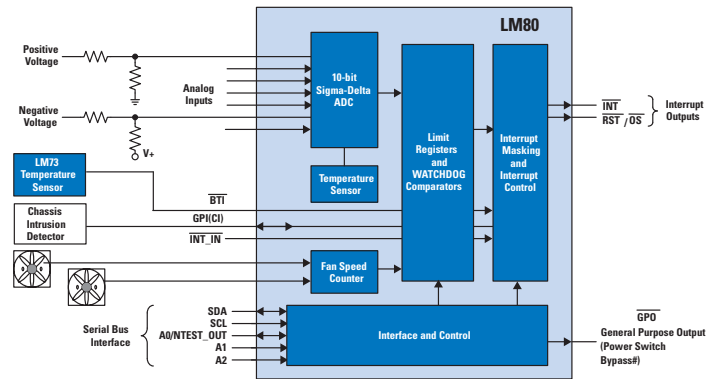 LM80
Positive
Voltage
Negative
Voltage
Analog
Inputs
V+
10-bit
Sigma-Delta
ADC
Temperature
Sensor
Limit
Registers
and
WATCHDOG
Comparators
Interrupt
Masking
and
Interrupt
Control
INT
RST / OS
Interrupt
Outputs
LM73
Temperature
Sensor
BTI
Chassis
Intrusion
Detector
GPI(CI)
INT_IN
Fan Speed
Counter
Serial Bus
Interface
SDA
SCL
A0/NTEST_OUT
A1
A2
Interface and Control
GPO
General Purpose Output
(Power Switch
Bypass#)